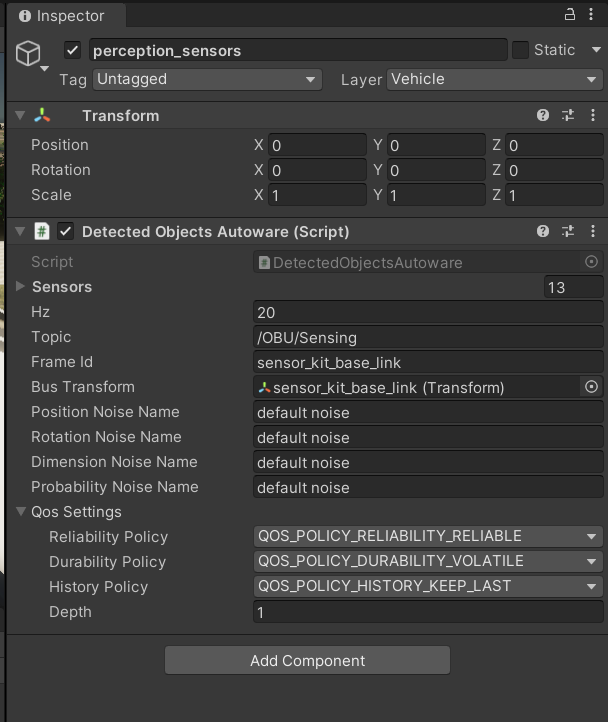 Inspector
perception_sensors Static
Tag Untagged Layer Vehicle
Transform
Position X 0 Y 0 Z 0
Rotation X 0 Y 0 Z 0
Scale X 1 Y 1 Z 1
# Detected Objects Autoware (Script)
Script # DetectedObjectsAutoware
Sensors 13
Hz 20
Topic /OBU/Sensing
Frame Id sensor_kit_base_link
Bus Transform sensor_kit_base_link (Transform)
Position Noise Name default noise
Rotation Noise Name default noise
Dimension Noise Name default noise
Probability Noise Name default noise
Qos Settings
Reliability Policy QOS_POLICY_RELIABILITY_RELIABLE
Durability Policy QOS_POLICY_DURABILITY_VOLATILE
History Policy QOS_POLICY_HISTORY_KEEP_LAST
Depth 1
Add Component